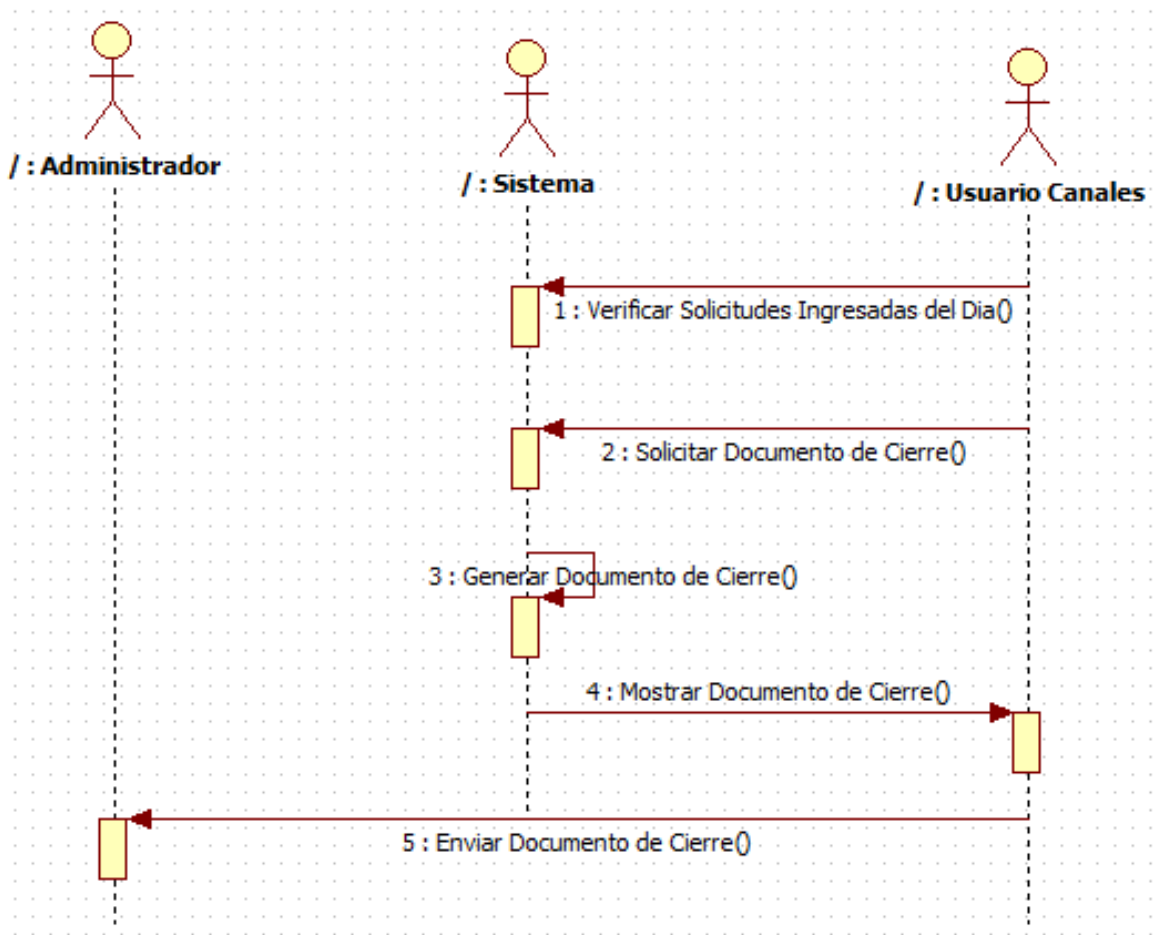 / : Administrador
/ : Sistema
/ : Usuario Canales
1 : Verificar Solicitudes Ingresadas del Dia()
2 : Solicitar Documento de Cierre()
3 : Generar Documento de Cierre()
4 : Mostrar Documento de Cierre()
5 : Enviar Documento de Cierre()